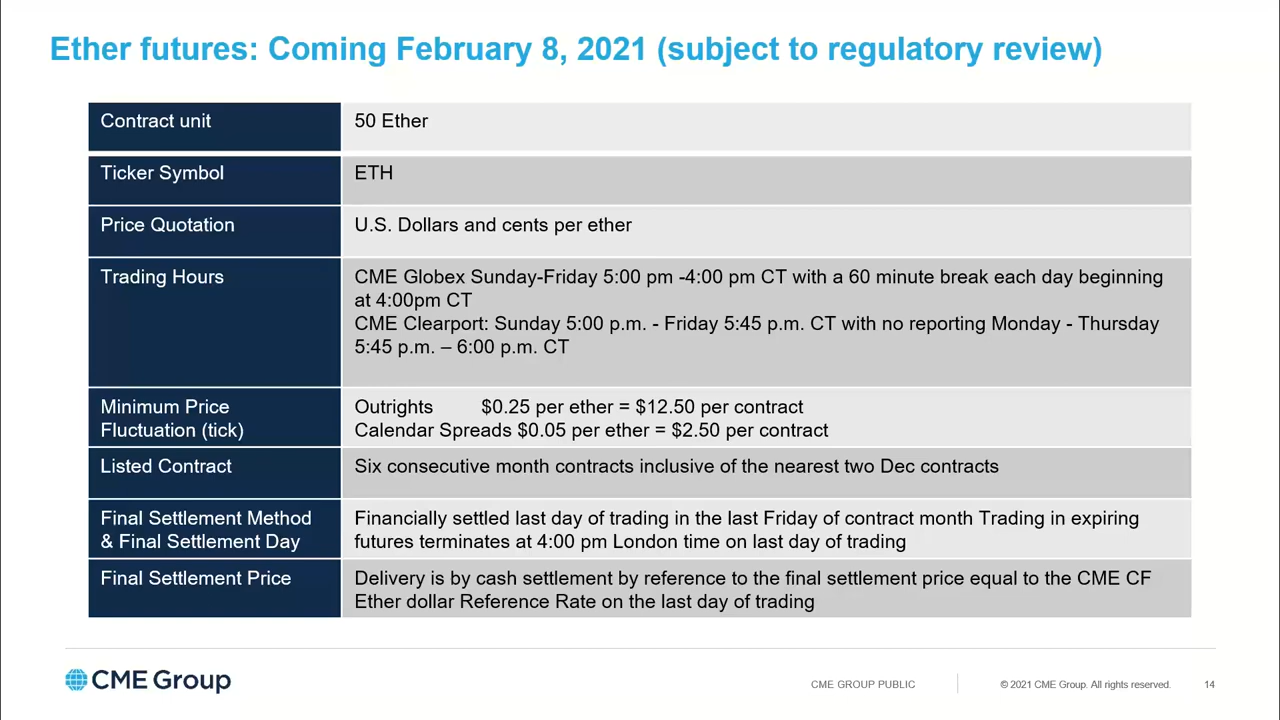 Ether futures: Coming February 8, 2021 (subject to regulatory review)
Contract unit
50 Ether
Ticker Symbol
ETH
Price Quotation
U.S. Dollars and cents per ether
Trading Hours
CME Globex Sunday-Friday 5:00 pm -4:00 pm CT with a 60 minute break each day beginning
at 4:00pm CT
CME Clearport: Sunday 5:00 p.m. - Friday 5:45 p.m. CT with no reporting Monday - Thursday
5:45 p.m. – 6:00 p.m. CT
Minimum Price
Fluctuation (tick)
Outrights $0.25 per ether = $12.50 per contract
Calendar Spreads $0.05 per ether = $2.50 per contract
Listed Contract
Six consecutive month contracts inclusive of the nearest two Dec contracts
Final Settlement Method
& Final Settlement Day
Financially settled last day of trading in the last Friday of contract month Trading in expiring
futures terminates at 4:00 pm London time on last day of trading
Final Settlement Price
Delivery is by cash settlement by reference to the final settlement price equal to the CME CF
Ether dollar Reference Rate on the last day of trading
CME Group
CME GROUP PUBLIC
© 2021 CME Group. All rights reserved.
14